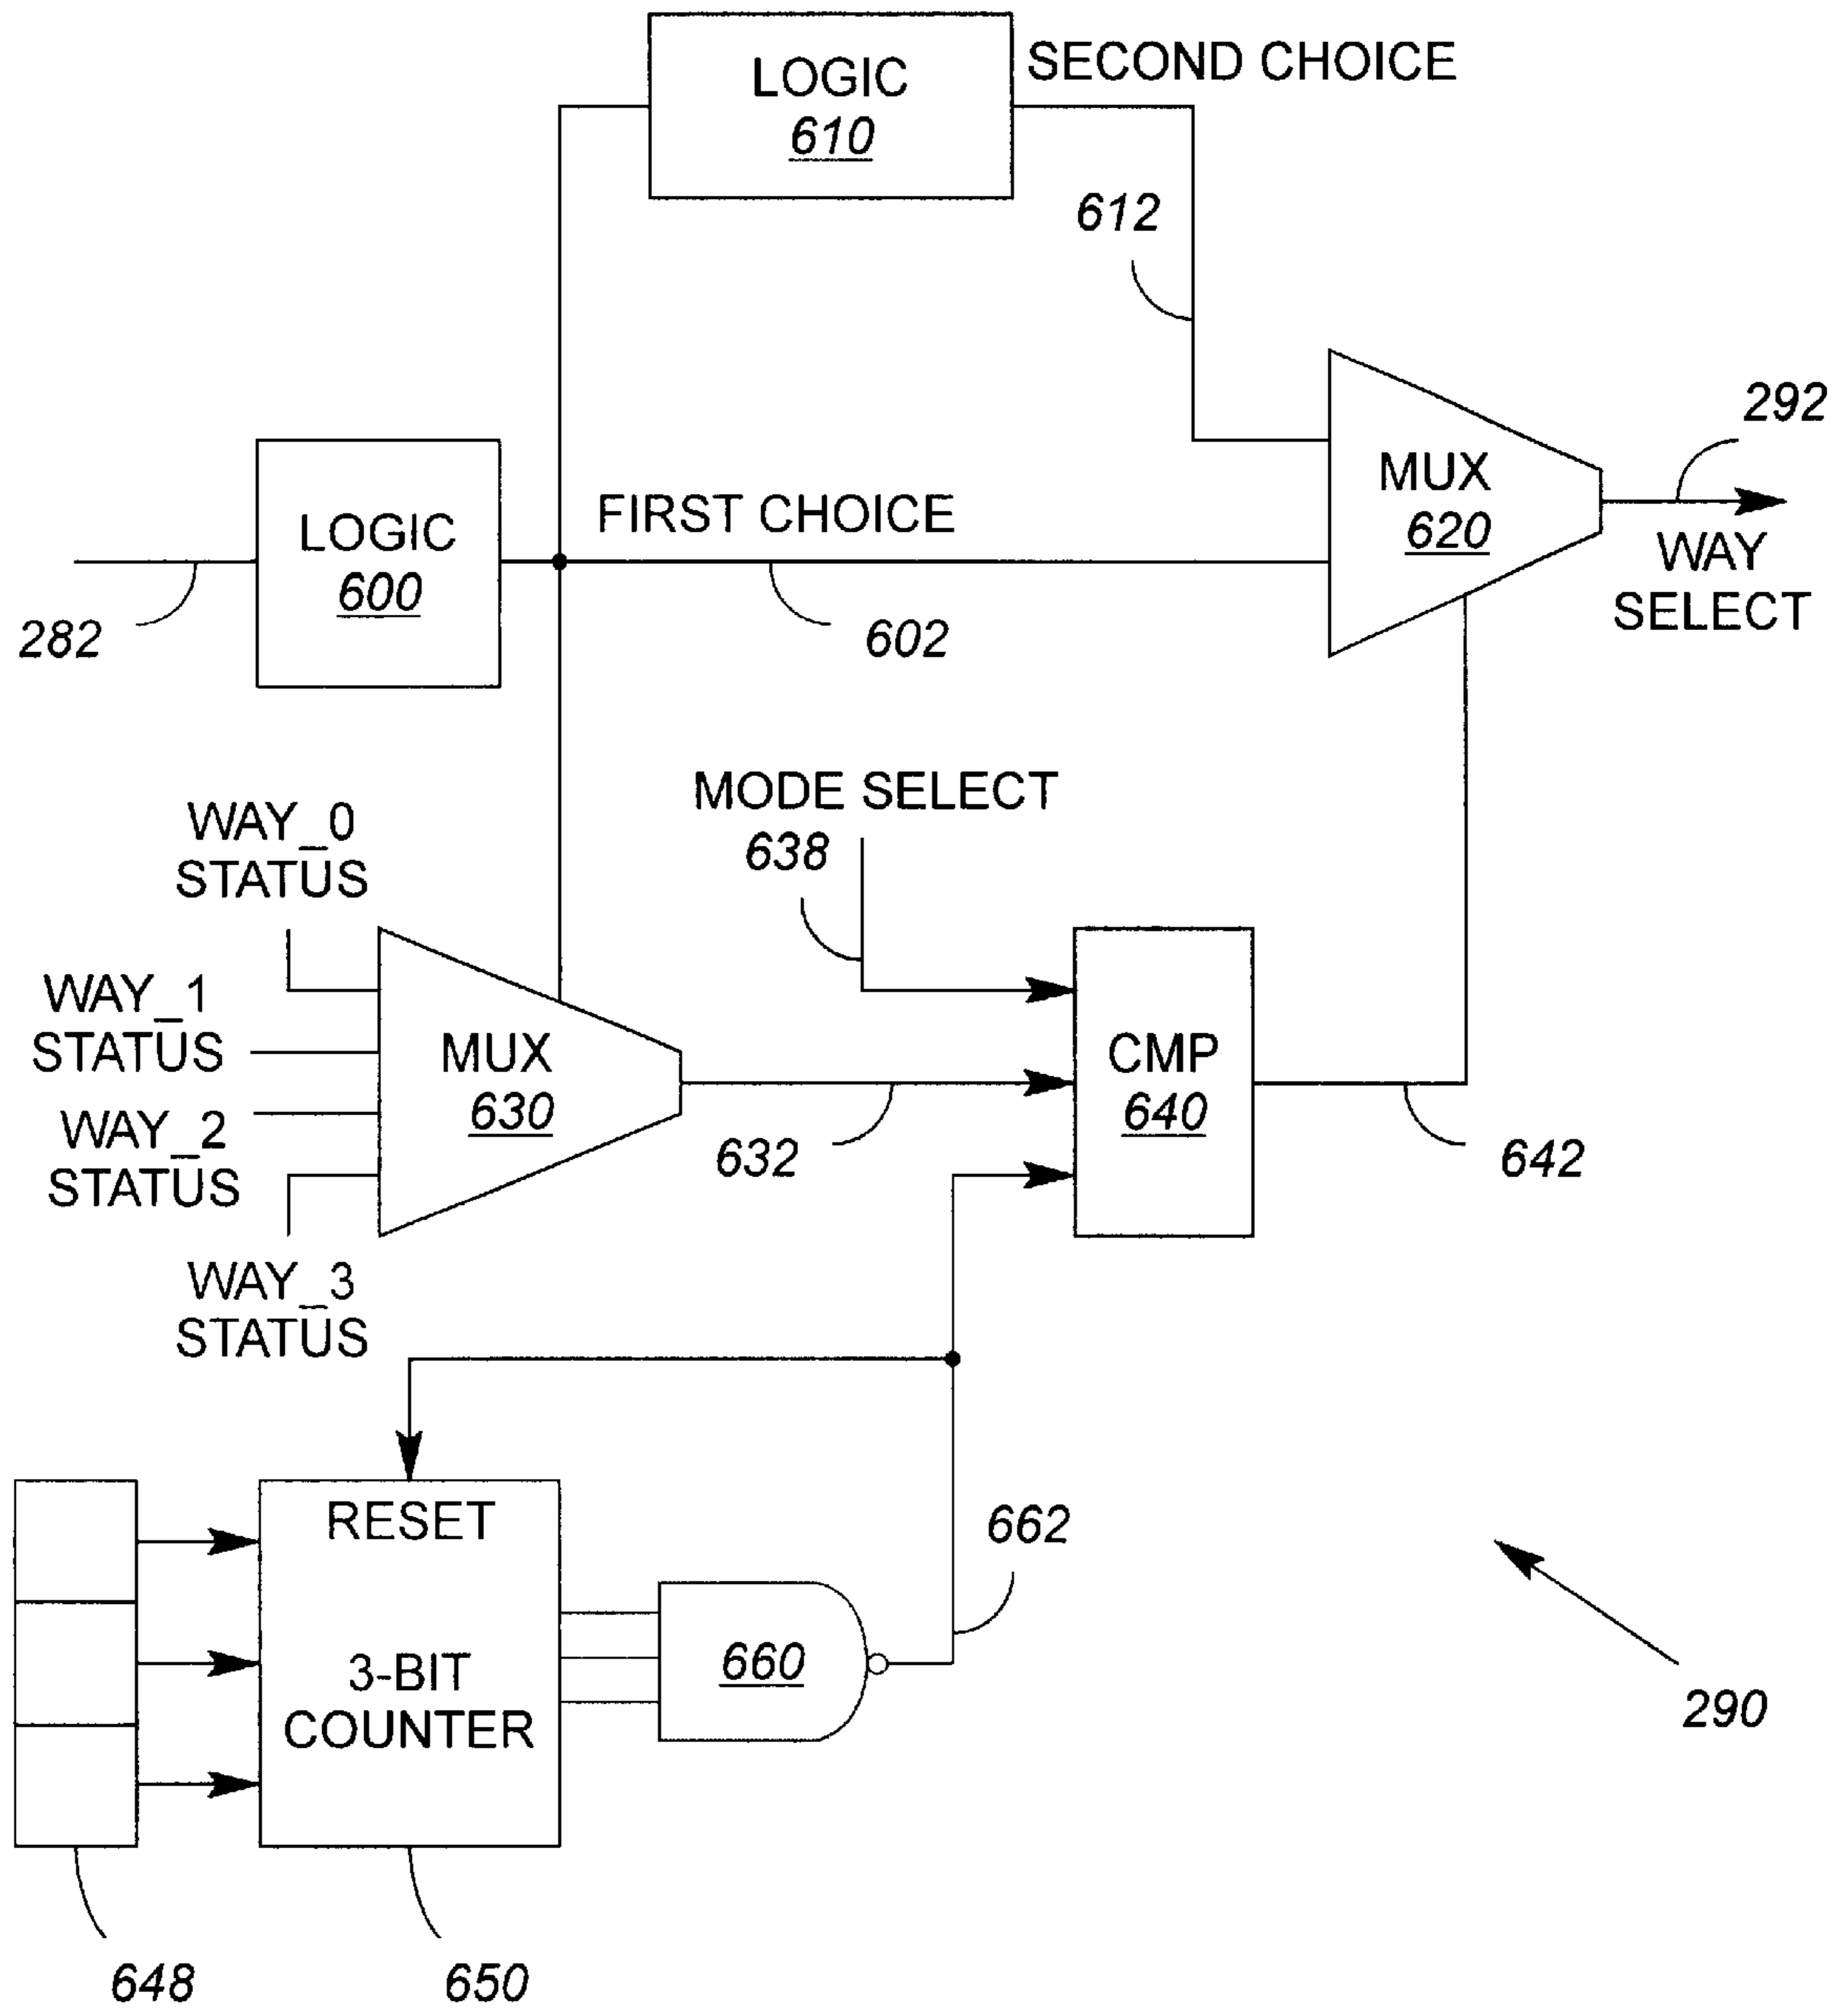 LOGIC
610
SECOND CHOICE
612
292
MUX
620
WAY
SELECT
LOGIC
600
FIRST CHOICE
282
602
MODE SELECT
638
WAY_0
STATUS
WAY_1
STATUS
WAY_2
STATUS
WAY_3
STATUS
MUX
630
632
CMP
640
642
RESET
3-BIT
COUNTER
660
662
290
648
650